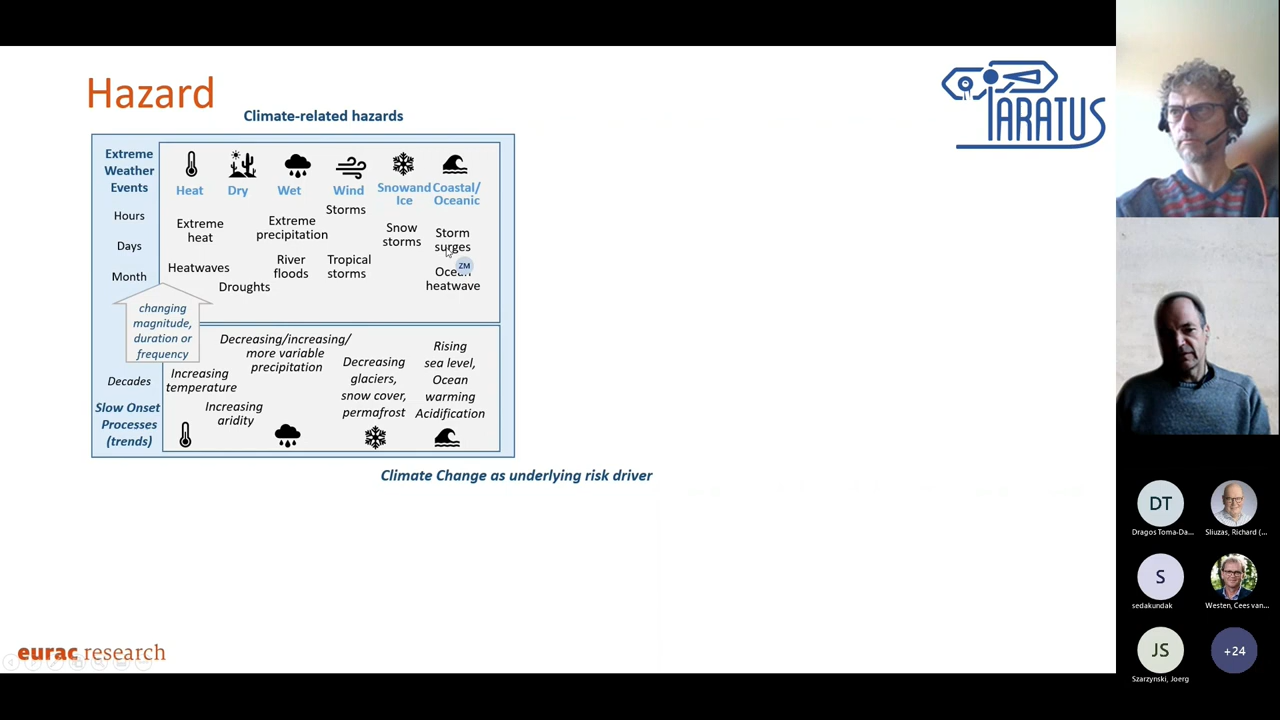 Hazard
Climate-related hazards
PARATUS
Extreme
Weather
Events
Heat
Dry
Wet
Wind
Snowand
Ice
Coastal/
Oceanic
Hours
Days
Month
Extreme
heat
Extreme
precipitation
Storms
Snow
storms
Storm
surges
ZM
Heatwaves
Droughts
River
floods
Tropical
storms
Ocean
heatwave
changing
magnitude,
duration or
frequency
Decreasing/increasing/
more variable
precipitation
Increasing
temperature
Increasing
aridity
Decreasing
glaciers,
snow cover,
permafrost
Rising
sea level,
Ocean
warming
Acidification
Decades
Slow Onset
Processes
(trends)
Climate Change as underlying risk driver
eurac research
DT
Dragos Toma-Da...
Sliuzas, Richard (...
S
sedakundak
Westen, Cees van...
JS
Szarzynski, Joerg
+24